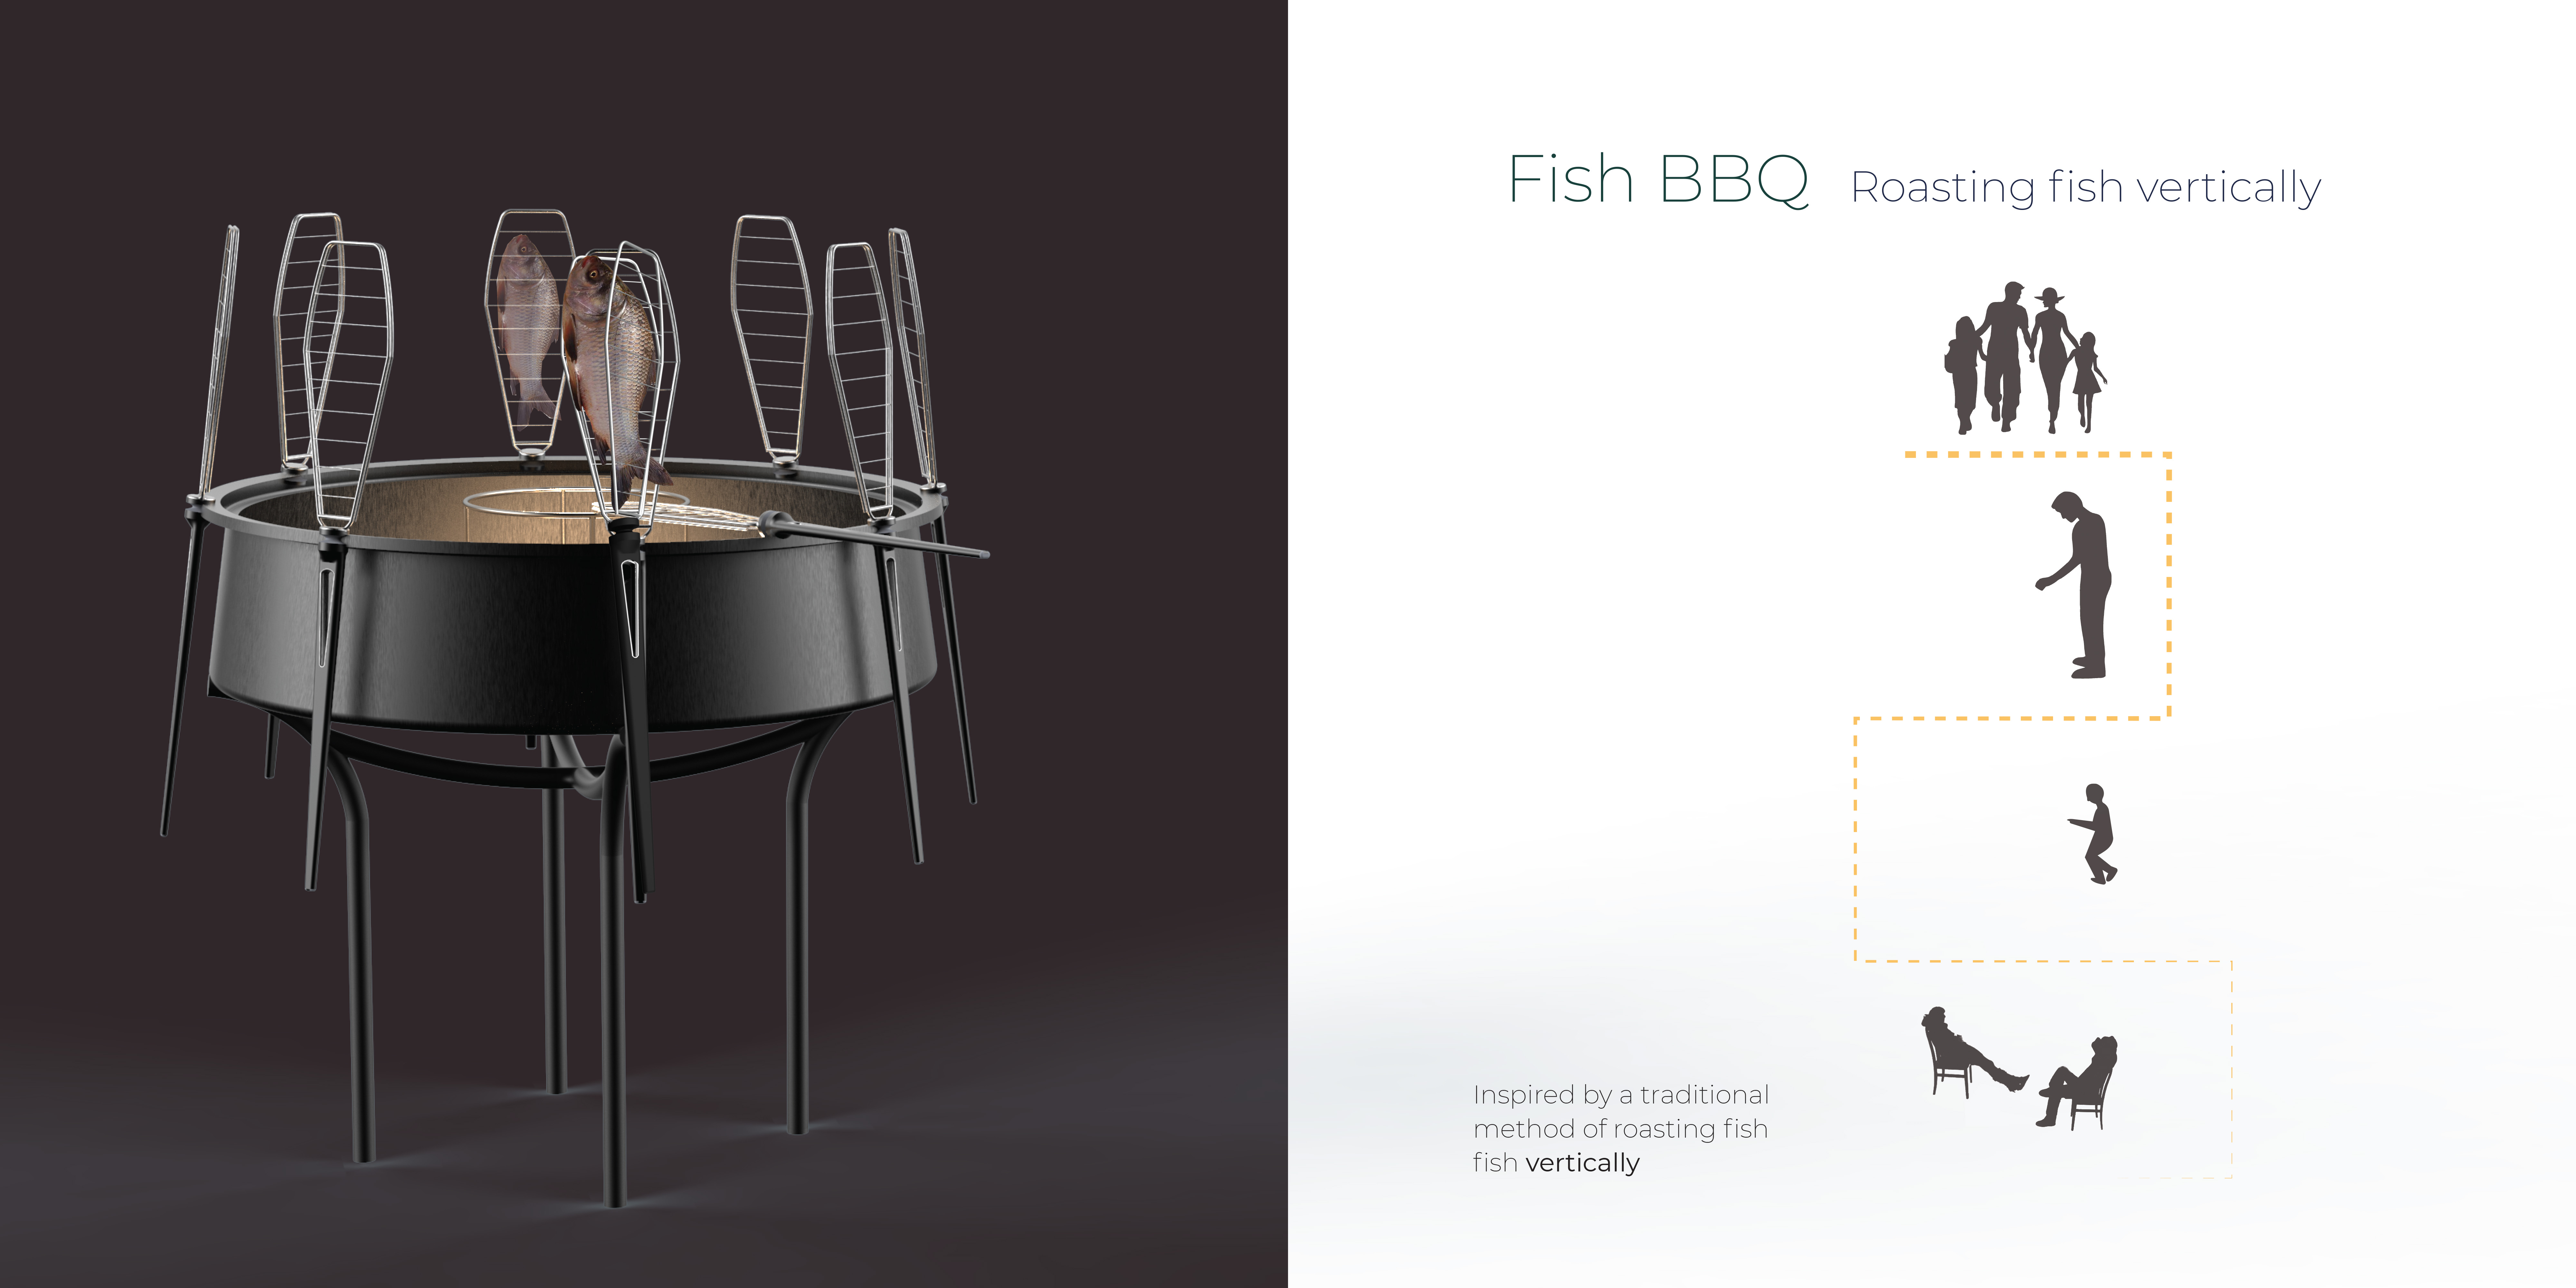 Fish BBQ Roasting fish vertically
Inspired by a traditional
method of roasting fish
fish vertically